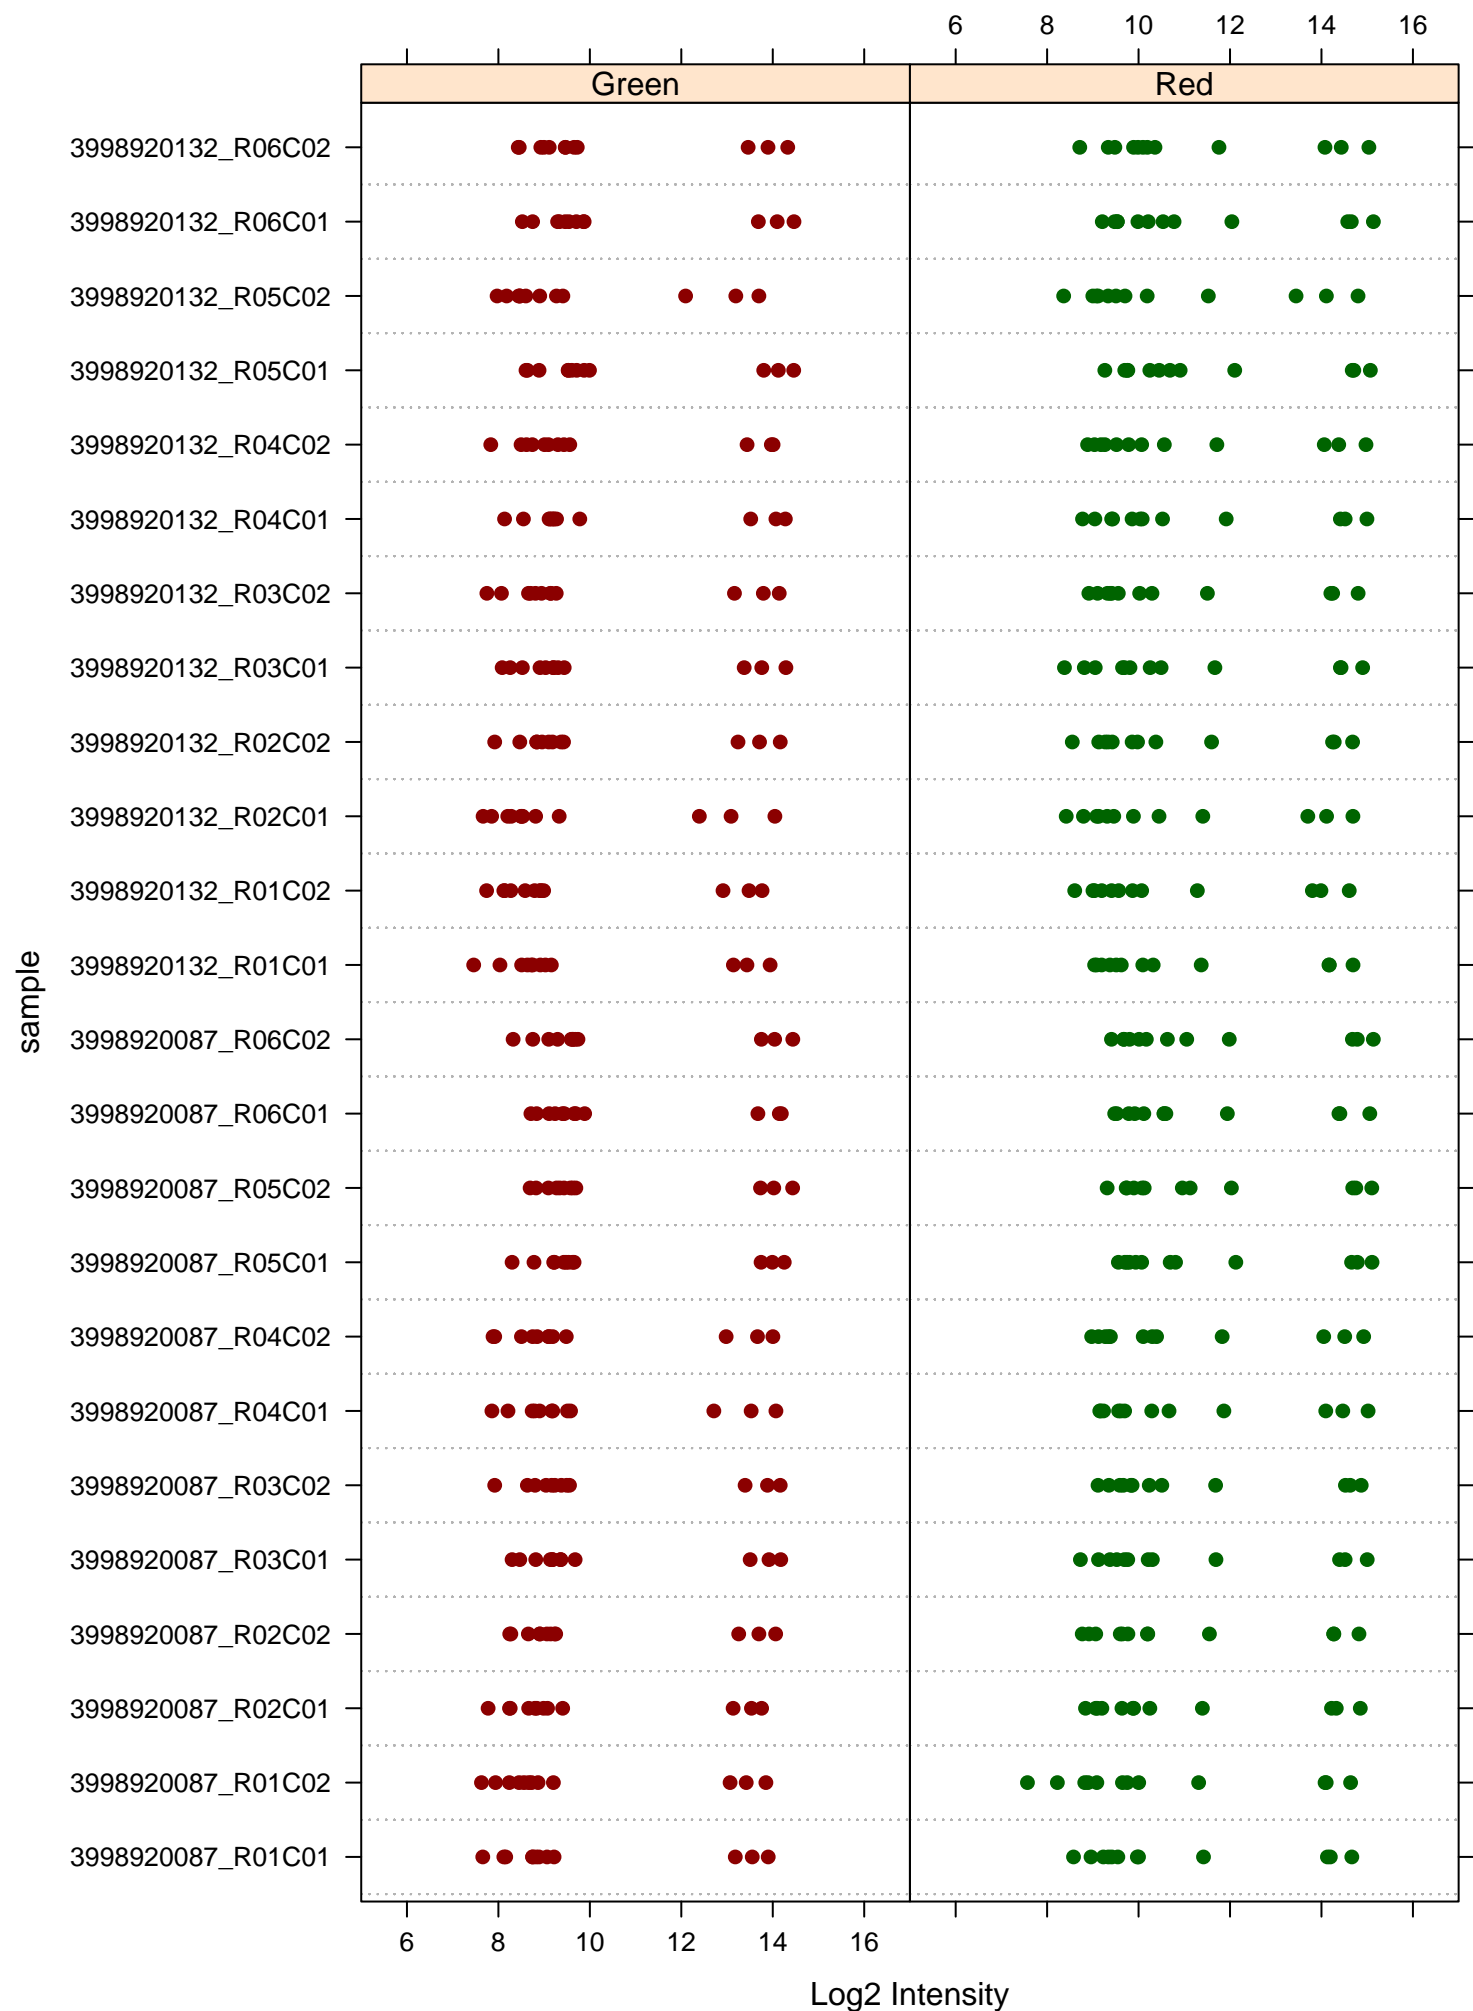 6 8 10 12 14 16
Green Red
3998920132_R06C02
3998920132_R06C01
3998920132_R05C02
3998920132_R05C01
3998920132_R04C02
3998920132_R04C01
3998920132_R03C02
3998920132_R03C01
3998920132_R02C02
3998920132_R02C01
3998920132_R01C02
3998920132_R01C01
3998920087_R06C02
3998920087_R06C01
3998920087_R05C02
3998920087_R05C01
3998920087_R04C02
3998920087_R04C01
3998920087_R03C02
3998920087_R03C01
3998920087_R02C02
3998920087_R02C01
3998920087_R01C02
3998920087_R01C01
sample
6 8 10 12 14 16
Log2 Intensity